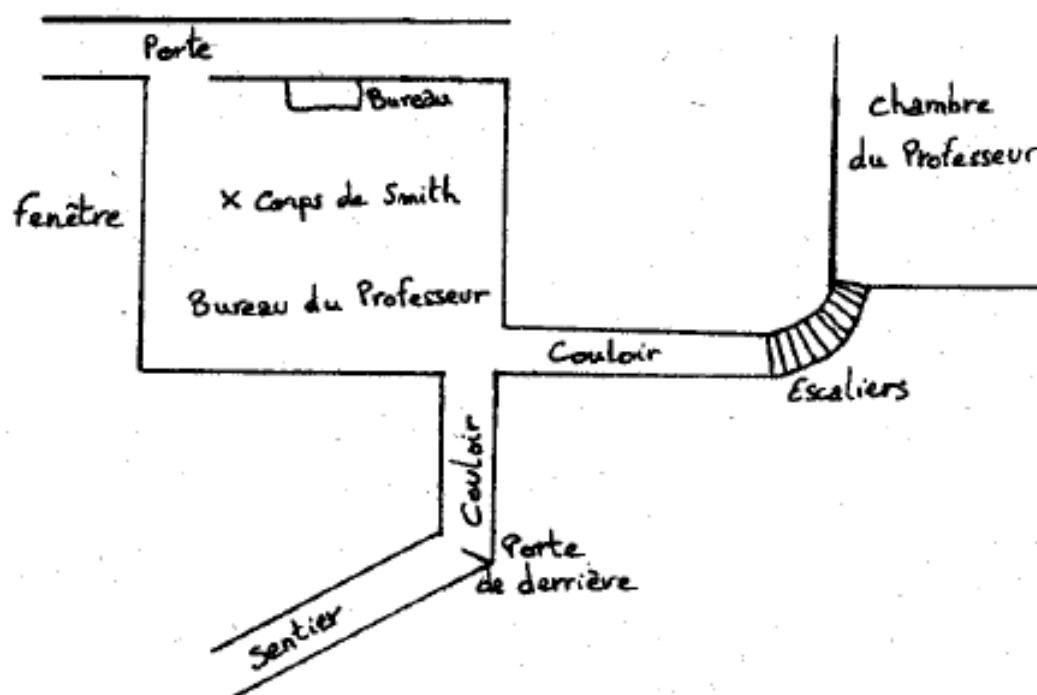 Porte
Bureau
Chambre
du Professeur
Fenêtre
X Corps de Smith
Bureau du Professeur
Couloir
Escaliers
Couloir
Porte
de derrière
Sentier